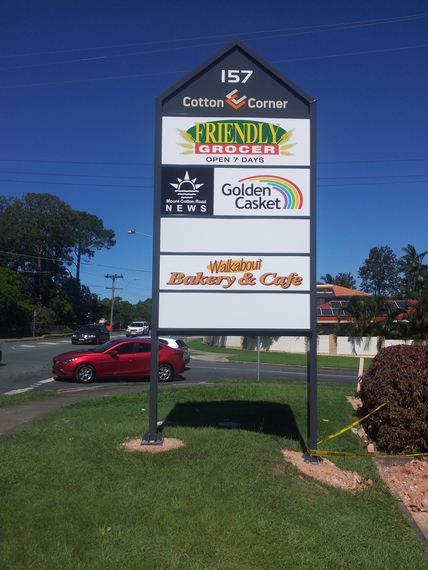 157
Cotton Corner
FRIENDLY
GROCER
OPEN 7 DAYS
Mount Cotton Road
NEWS
Golden
Casket
Walkabout
Bakery & Cafe